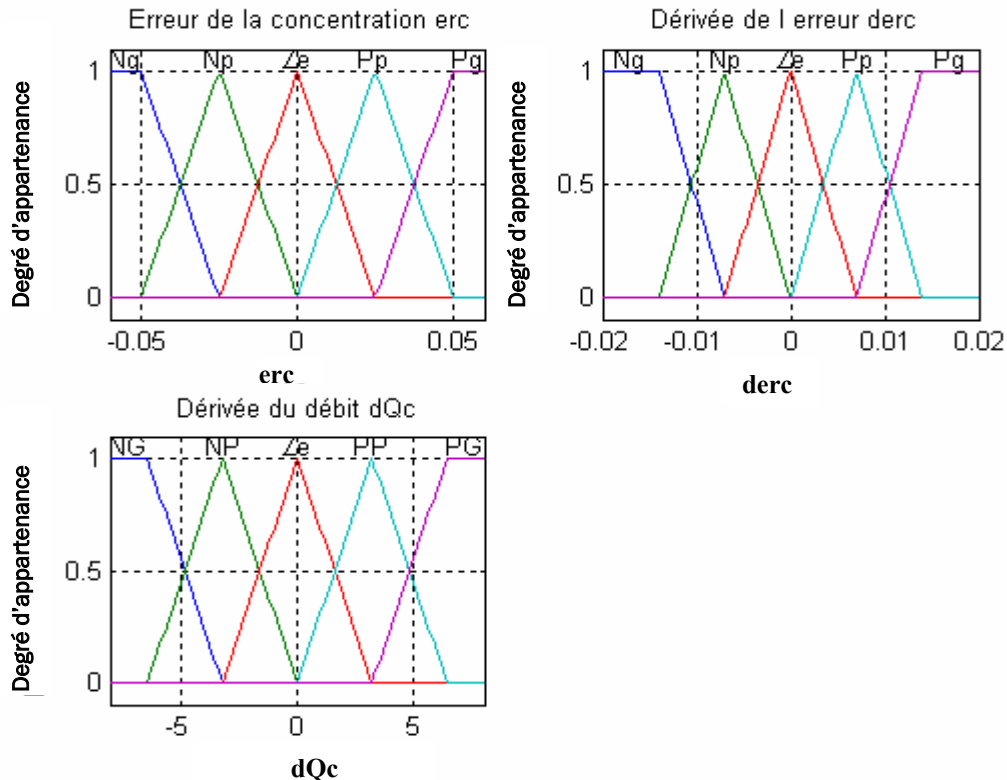 Erreur de la concentration erc
Degré d'appartenance
Ng Np Ze Pp Pg
1
0.5
0
-0.05 0 0.05
erc
Dérivée de l erreur derc
Degré d'appartenance
Ng Np Ze Pp Pg
1
0.5
0
-0.02 -0.01 0 0.01 0.02
derc
Dérivée du débit dQc
Degré d'appartenance
NG NP Ze PP PG
1
0.5
0
-5 0 5
dQc